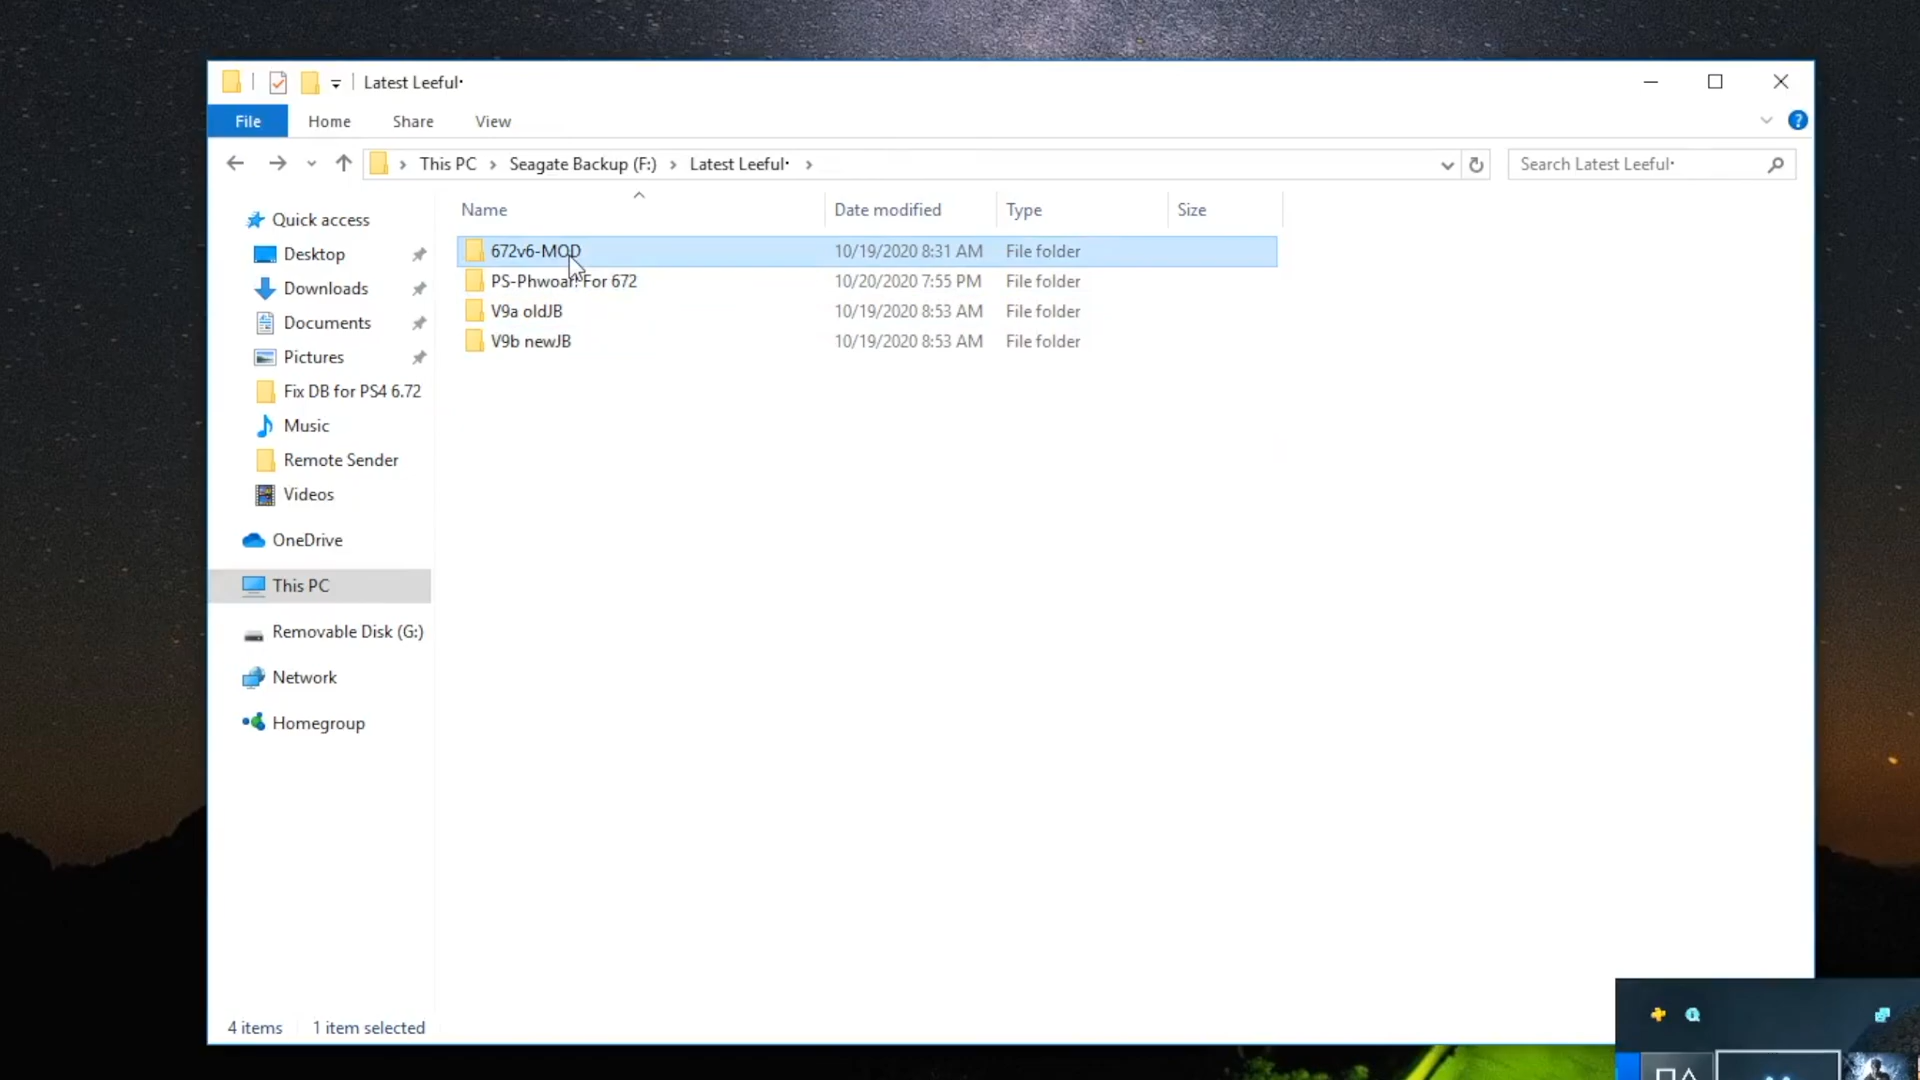 Latest Leeful·
File Home Share View
This PC Seagate Backup (F:) Latest Leeful·
Search Latest Leeful·
Name Date modified Type Size
672v6-MOD 10/19/2020 8:31 AM File folder
PS-Phwoar! For 672 10/20/2020 7:55 PM File folder
V9a oldJB 10/19/2020 8:53 AM File folder
V9b newJB 10/19/2020 8:53 AM File folder
Quick access
Desktop
Downloads
Documents
Pictures
Fix DB for PS4 6.72
Music
Remote Sender
Videos
OneDrive
This PC
Removable Disk (G:)
Network
Homegroup
4 items 1 item selected